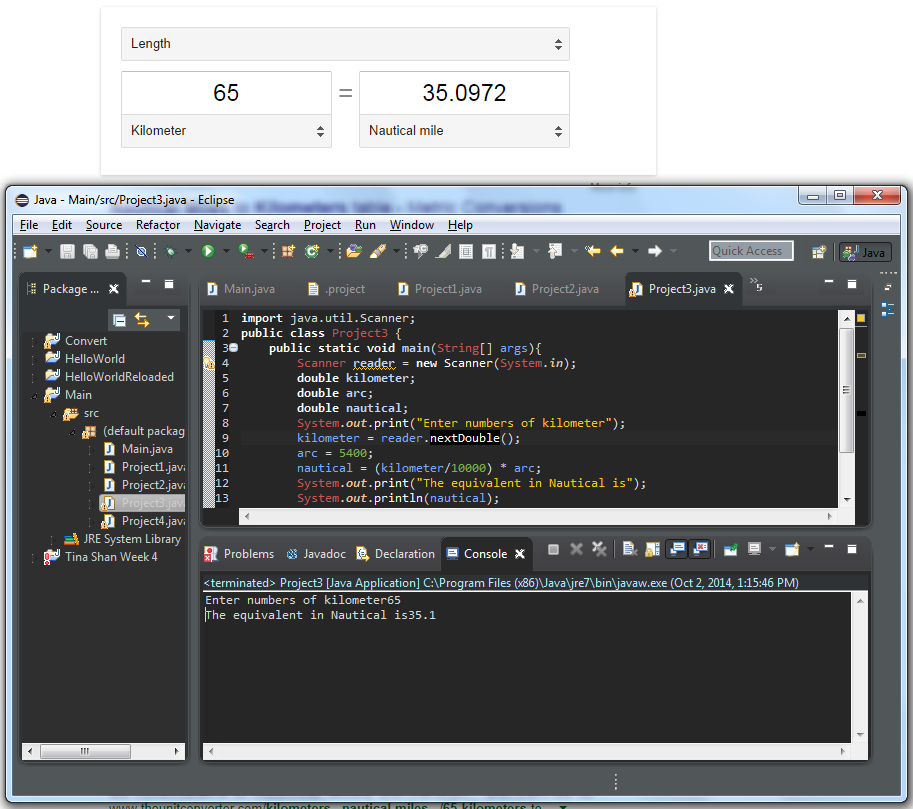 Length
65 = 35.0972
Kilometer Nautical mile
Java - Main/src/Project3.java - Eclipse
Kilometers
Metric Conversions
File Edit Source Refactor Navigate Search Project Run Window Help
Quick Access Java
Package ...
Main.java .project Project1.java Project2.java Project3.java »5
Convert
HelloWorld
HelloWorldReloaded
Main
src
(default packag
Main.java
Project1.java
Project2.java
Project3.java
Project4.java
JRE System Library
Tina Shan Week 4
1 import java.util.Scanner;
2 public class Project3 {
3 public static void main(String[] args){
4 Scanner reader = new Scanner(System.in);
5 double kilometer;
6 double arc;
7 double nautical;
8 System.out.print("Enter numbers of kilometer");
9 kilometer = reader.nextDouble();
10 arc = 5400;
11 nautical = (kilometer/10000) * arc;
12 System.out.print("The equivalent in Nautical is");
13 System.out.println(nautical);
Problems Javadoc Declaration Console
<terminated> Project3 [Java Application] C:\Program Files (x86)\Java\jre7\bin\javaw.exe (Oct 2, 2014, 1:15:46 PM)
Enter numbers of kilometer65
The equivalent in Nautical is35.1